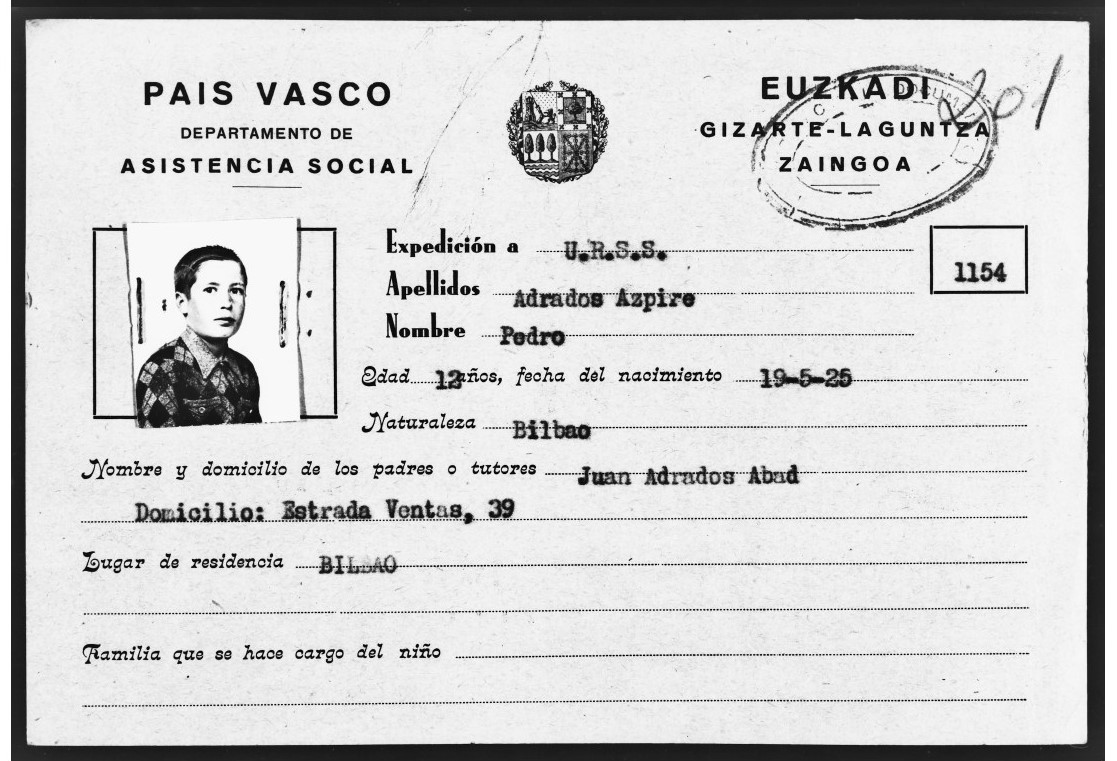 PAIS VASCO
DEPARTAMENTO DE
ASISTENCIA SOCIAL
EUZKADI
GIZARTE-LAGUNTZA
ZAINGOA
201
Expedición a U.R.S.S.
1154
Apellidos Adrados Azpire
Nombre Pedro
Edad 12 años, fecha del nacimiento 19-5-25
Naturaleza Bilbao
Nombre y domicilio de los padres o tutores Juan Adrados Abad
Domicilio: Estrada Ventas, 39
Lugar de residencia BILBAO
Familia que se hace cargo del niño